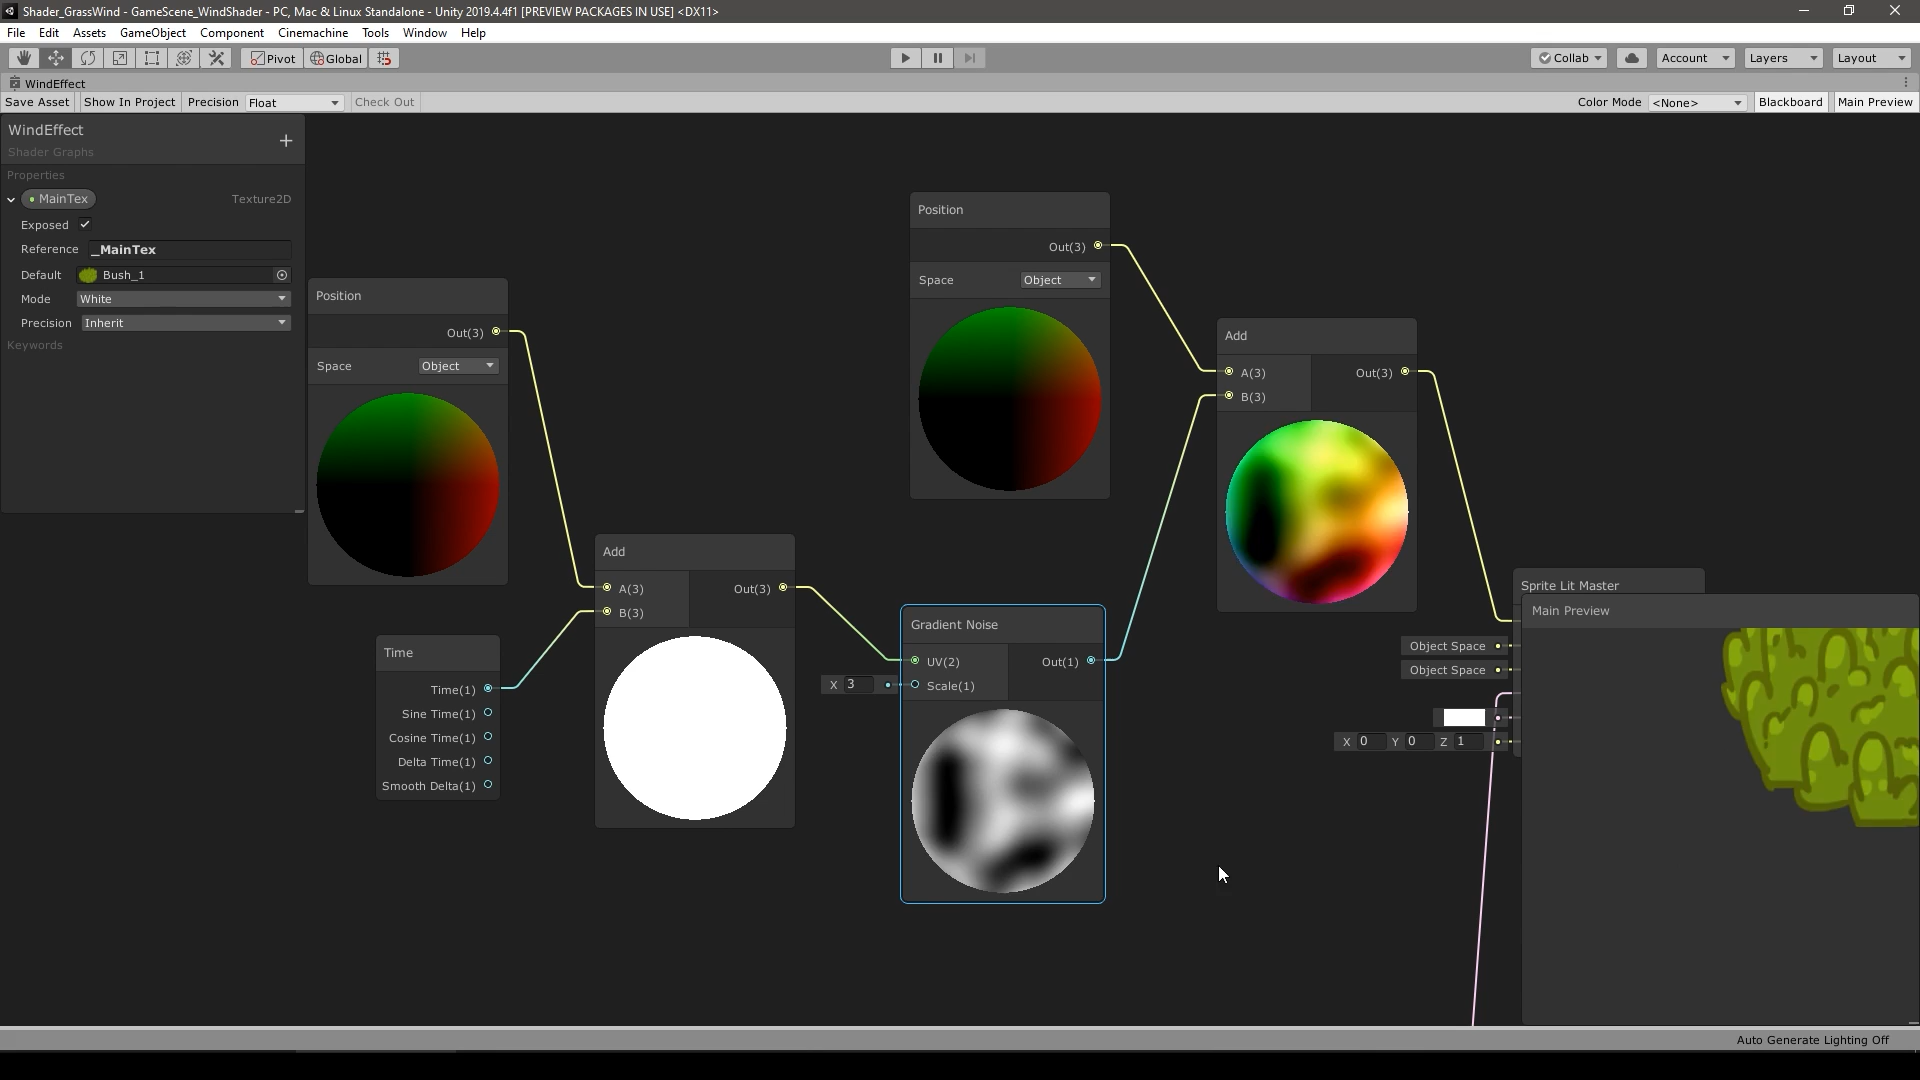 Shader_GrassWind - GameScene_WindShader - PC, Mac & Linux Standalone - Unity 2019.4.4f1 [PREVIEW PACKAGES IN USE] <DX11>
File Edit Assets GameObject Component Cinemachine Tools Window Help
Pivot Global Collab Account Layers Layout
WindEffect
Save Asset Show In Project Precision Float Check Out Color Mode <None> Blackboard Main Preview
WindEffect
Shader Graphs
Properties
MainTex Texture2D
Exposed
Reference _MainTex
Default Bush_1
Mode White
Precision Inherit
Keywords
Position
Out(3)
Space Object
Time
Time(1)
Sine Time(1)
Cosine Time(1)
Delta Time(1)
Smooth Delta(1)
Add
A(3) Out(3)
B(3)
Position
Out(3)
Space Object
Gradient Noise
UV(2) Out(1)
X 3 Scale(1)
Add
A(3) Out(3)
B(3)
Sprite Lit Master
Main Preview
Object Space
Object Space
X 0 Y 0 Z 1
Auto Generate Lighting Off